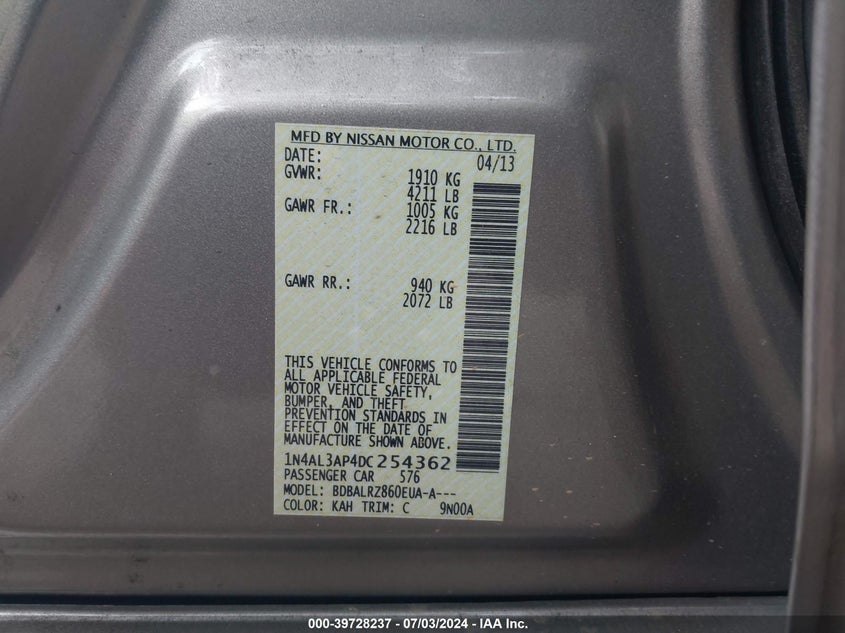 MFD BY NISSAN MOTOR CO., LTD.
DATE: 04/13
GVWR: 1910 KG
4211 LB
GAWR FR.: 1005 KG
2216 LB
GAWR RR.: 940 KG
2072 LB
THIS VEHICLE CONFORMS TO
ALL APPLICABLE FEDERAL
MOTOR VEHICLE SAFETY,
BUMPER, AND THEFT
PREVENTION STANDARDS IN
EFFECT ON THE DATE OF
MANUFACTURE SHOWN ABOVE.
1N4AL3AP4DC254362
PASSENGER CAR 576
MODEL: BDBALRZ860EUA-A---
COLOR: KAH TRIM: C 9N00A
000-39728237 - 07/03/2024 - IAA Inc.